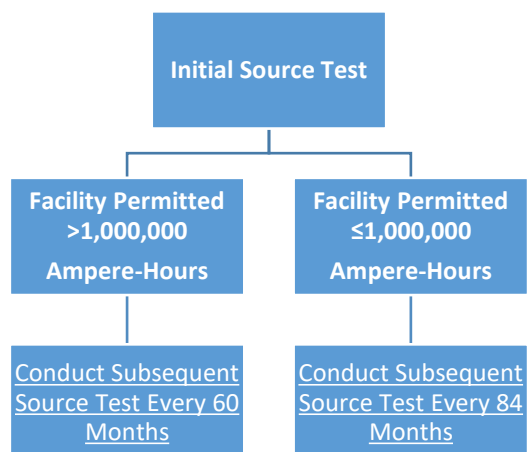 Initial Source Test
Facility Permitted
>1,000,000
Ampere-Hours
Facility Permitted
≤1,000,000
Ampere-Hours
Conduct Subsequent
Source Test Every 60
Months
Conduct Subsequent
Source Test Every 84
Months